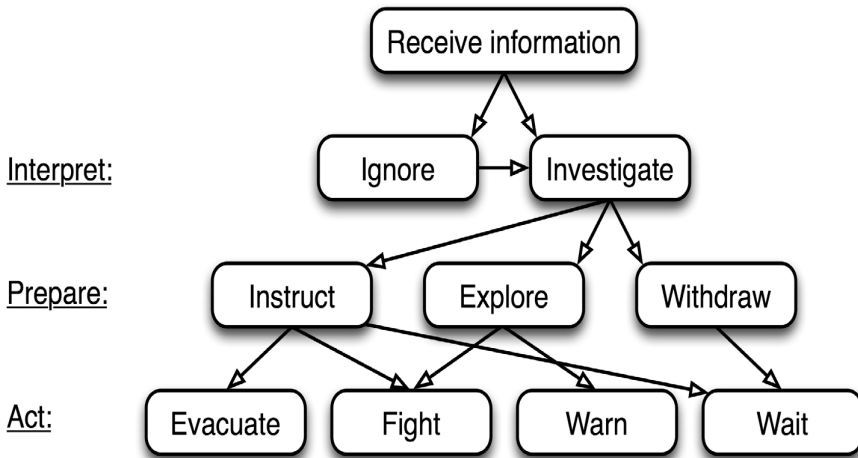 Receive information
Interpret: Ignore Investigate
Prepare: Instruct Explore Withdraw
Act: Evacuate Fight Warn Wait